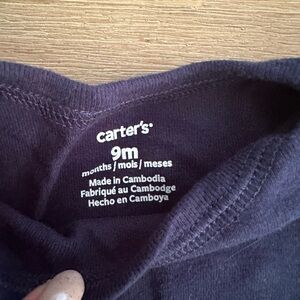 carter's
9m
months / mois / meses
Made in Cambodia
Fabriqué au Cambodge
Hecho en Camboya